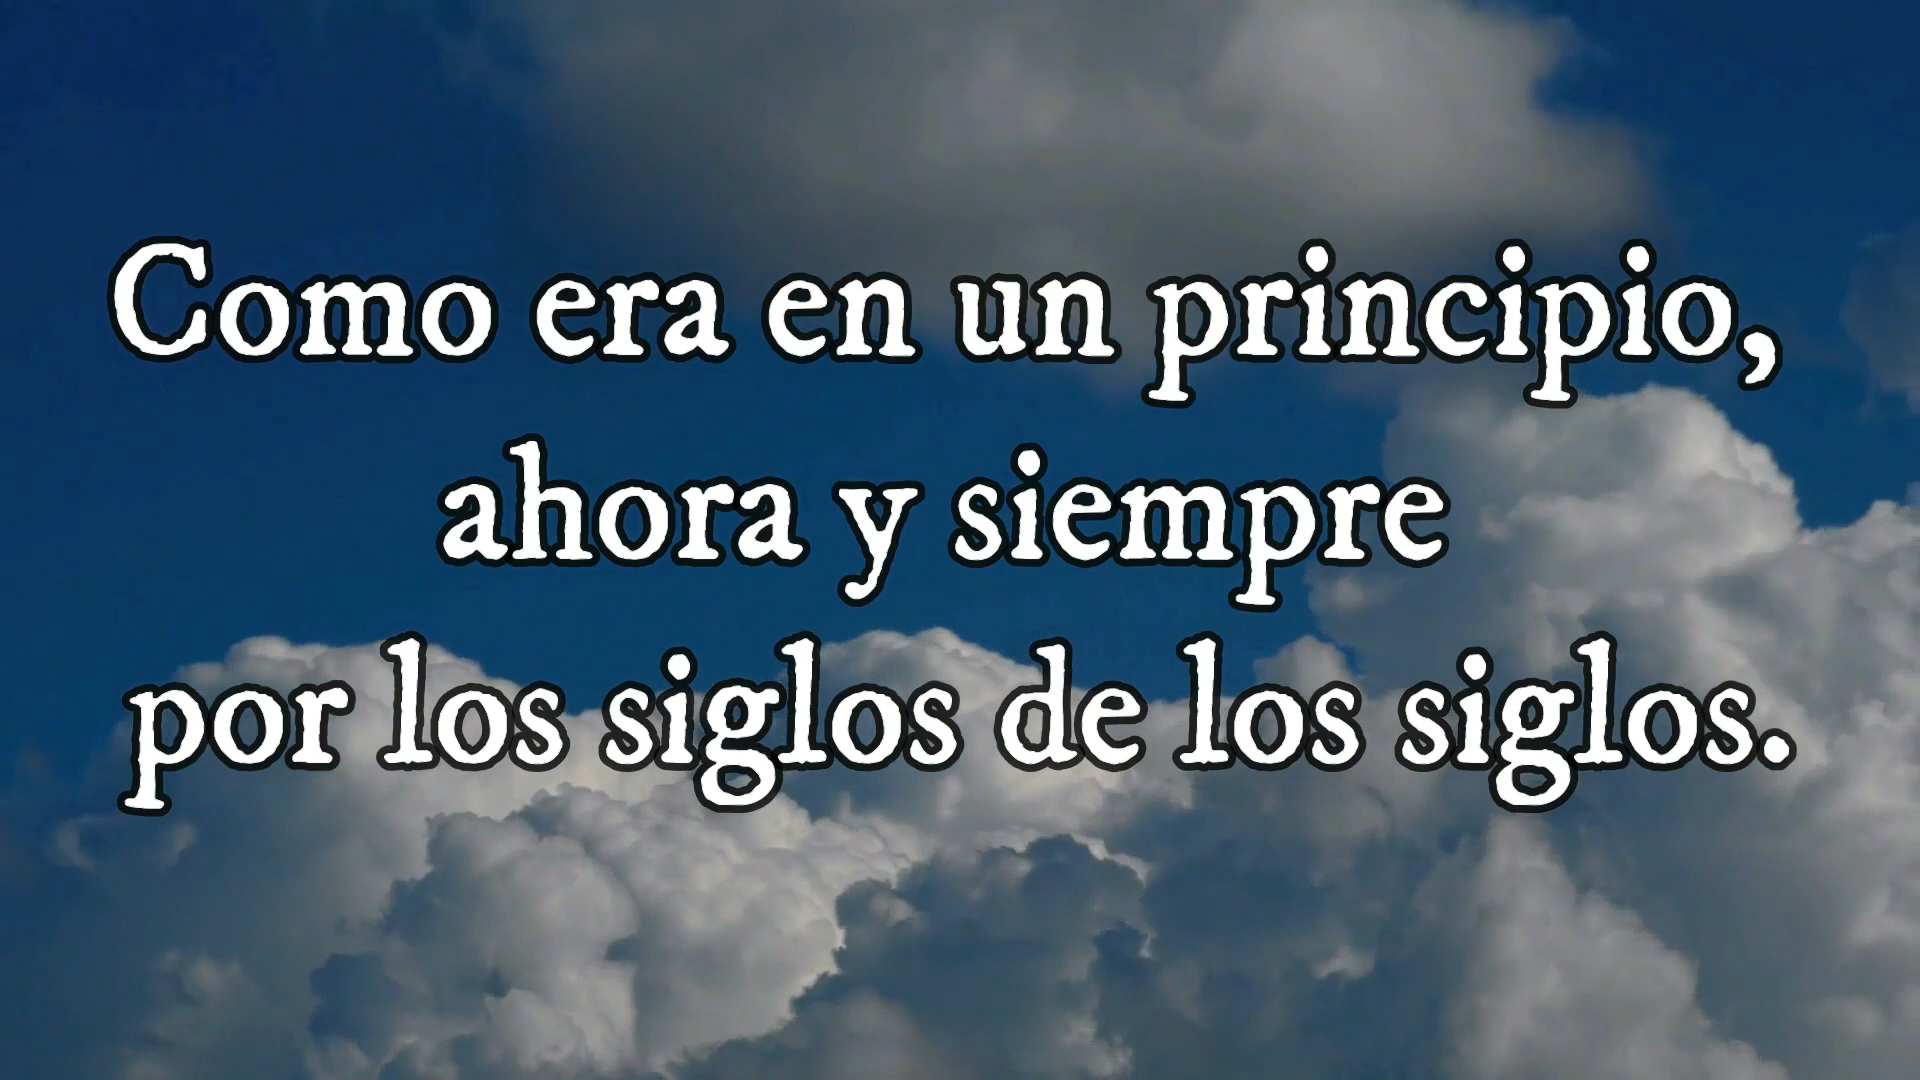 Como era en un principio,
ahora y siempre
por los siglos de los siglos.